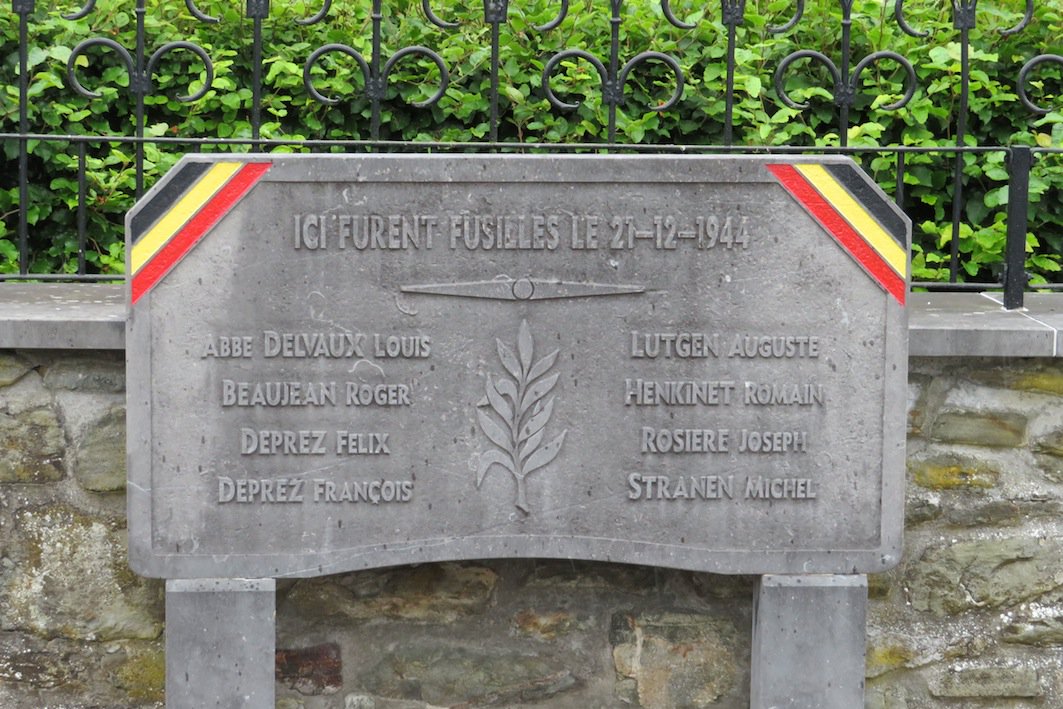 ICI FURENT FUSILLES LE 21-12-1944
ABBE DELVAUX LOUIS
BEAUJEAN ROGER
DEPREZ FELIX
DEPREZ FRANÇOIS
LUTGEN AUGUSTE
HENKINET ROMAIN
ROSIERE JOSEPH
STRANEN MICHEL